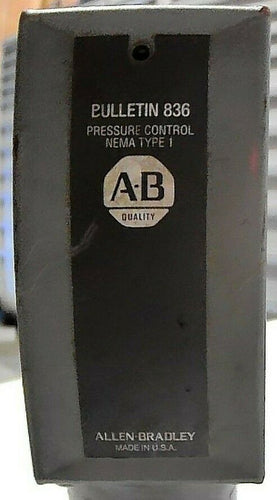 BULLETIN 836
PRESSURE CONTROL
NEMA TYPE 1
A-B
QUALITY
ALLEN-BRADLEY
MADE IN U.S.A.